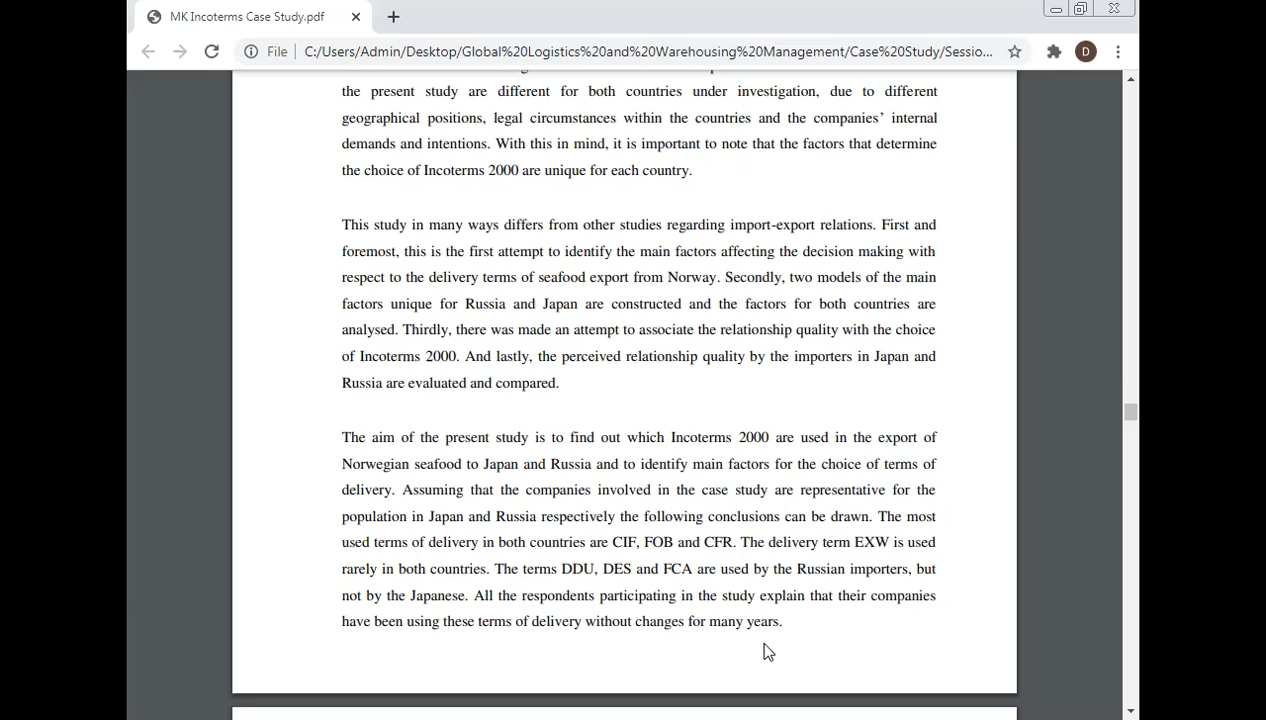 MK Incoterms Case Study.pdf
File C:/Users/Admin/Desktop/Global%20Logistics%20and%20Warehousing%20Management/Case%20Study/Sessio...
D
the present study are different for both countries under investigation, due to different
geographical positions, legal circumstances within the countries and the companies' internal
demands and intentions. With this in mind, it is important to note that the factors that determine
the choice of Incoterms 2000 are unique for each country.
This study in many ways differs from other studies regarding import-export relations. First and
foremost, this is the first attempt to identify the main factors affecting the decision making with
respect to the delivery terms of seafood export from Norway. Secondly, two models of the main
factors unique for Russia and Japan are constructed and the factors for both countries are
analysed. Thirdly, there was made an attempt to associate the relationship quality with the choice
of Incoterms 2000. And lastly, the perceived relationship quality by the importers in Japan and
Russia are evaluated and compared.
The aim of the present study is to find out which Incoterms 2000 are used in the export of
Norwegian seafood to Japan and Russia and to identify main factors for the choice of terms of
delivery. Assuming that the companies involved in the case study are representative for the
population in Japan and Russia respectively the following conclusions can be drawn. The most
used terms of delivery in both countries are CIF, FOB and CFR. The delivery term EXW is used
rarely in both countries. The terms DDU, DES and FCA are used by the Russian importers, but
not by the Japanese. All the respondents participating in the study explain that their companies
have been using these terms of delivery without changes for many years.